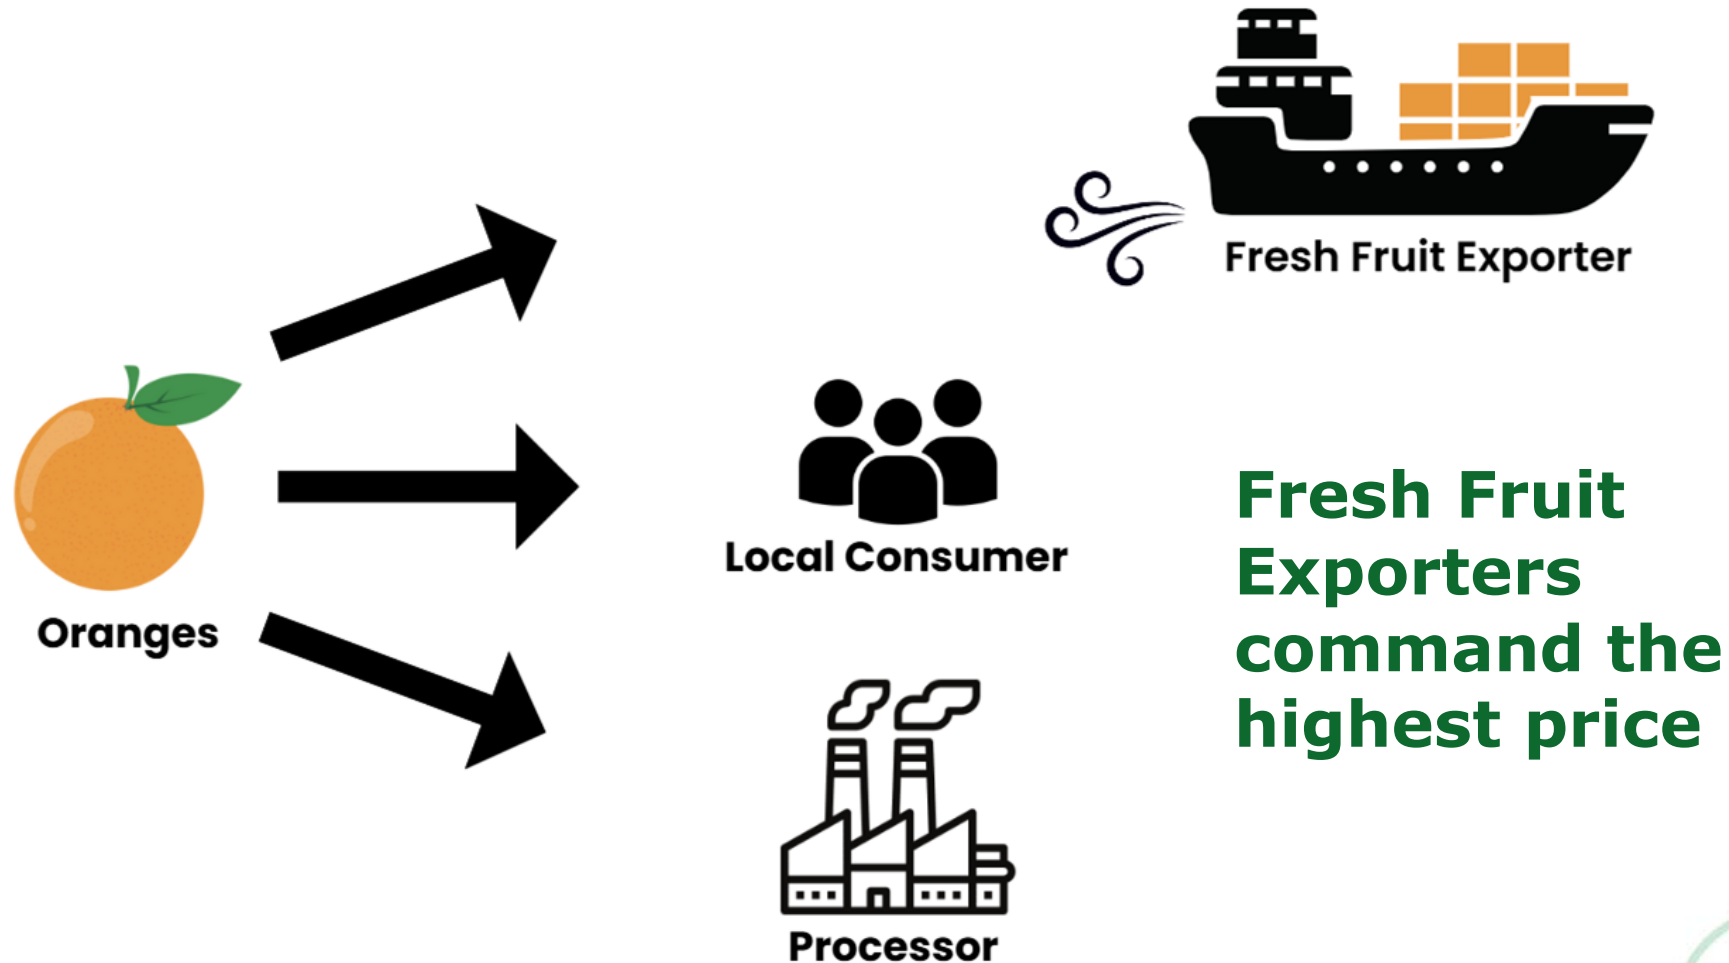 Fresh Fruit Exporter
Oranges
Local Consumer
Processor
Fresh Fruit
Exporters
command the
highest price